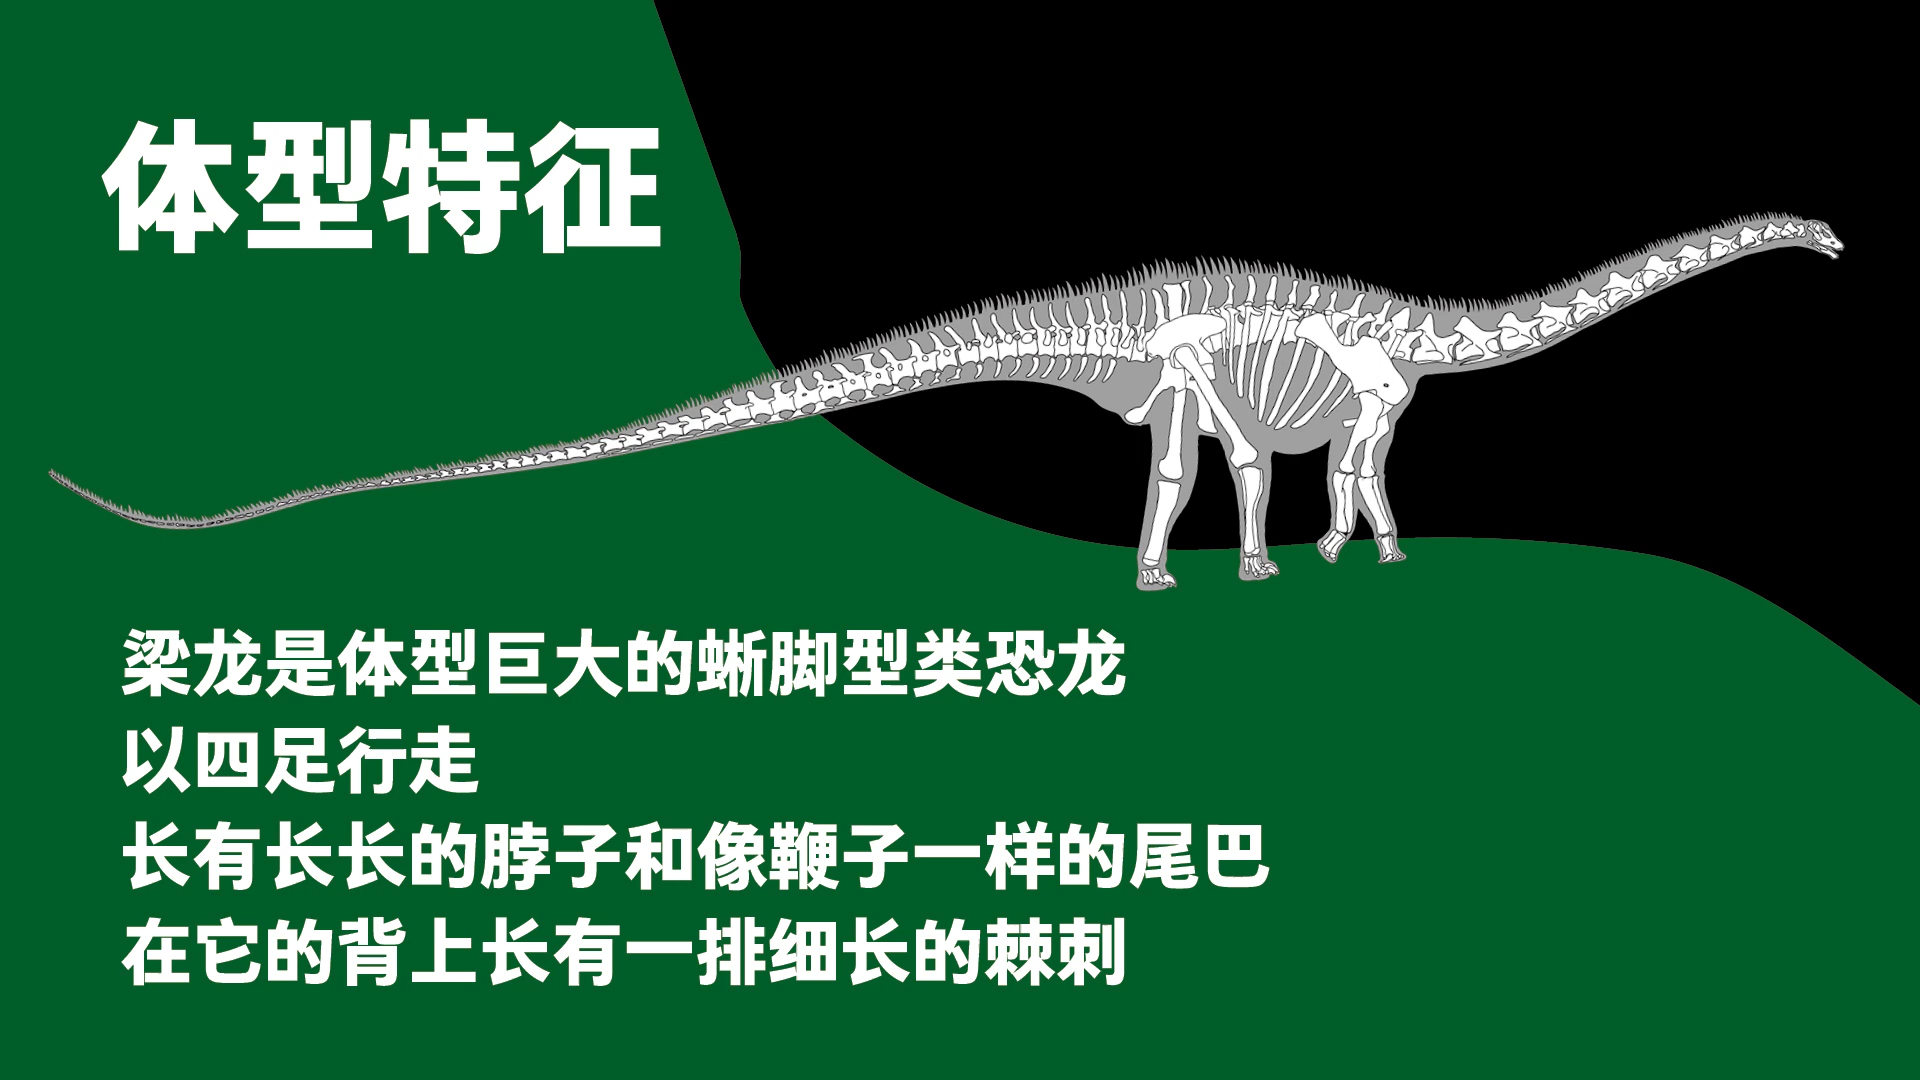 体型特征
梁龙是体型巨大的蜥脚型类恐龙
以四足行走
长有长长的脖子和像鞭子一样的尾巴
在它的背上长有一排细长的棘刺